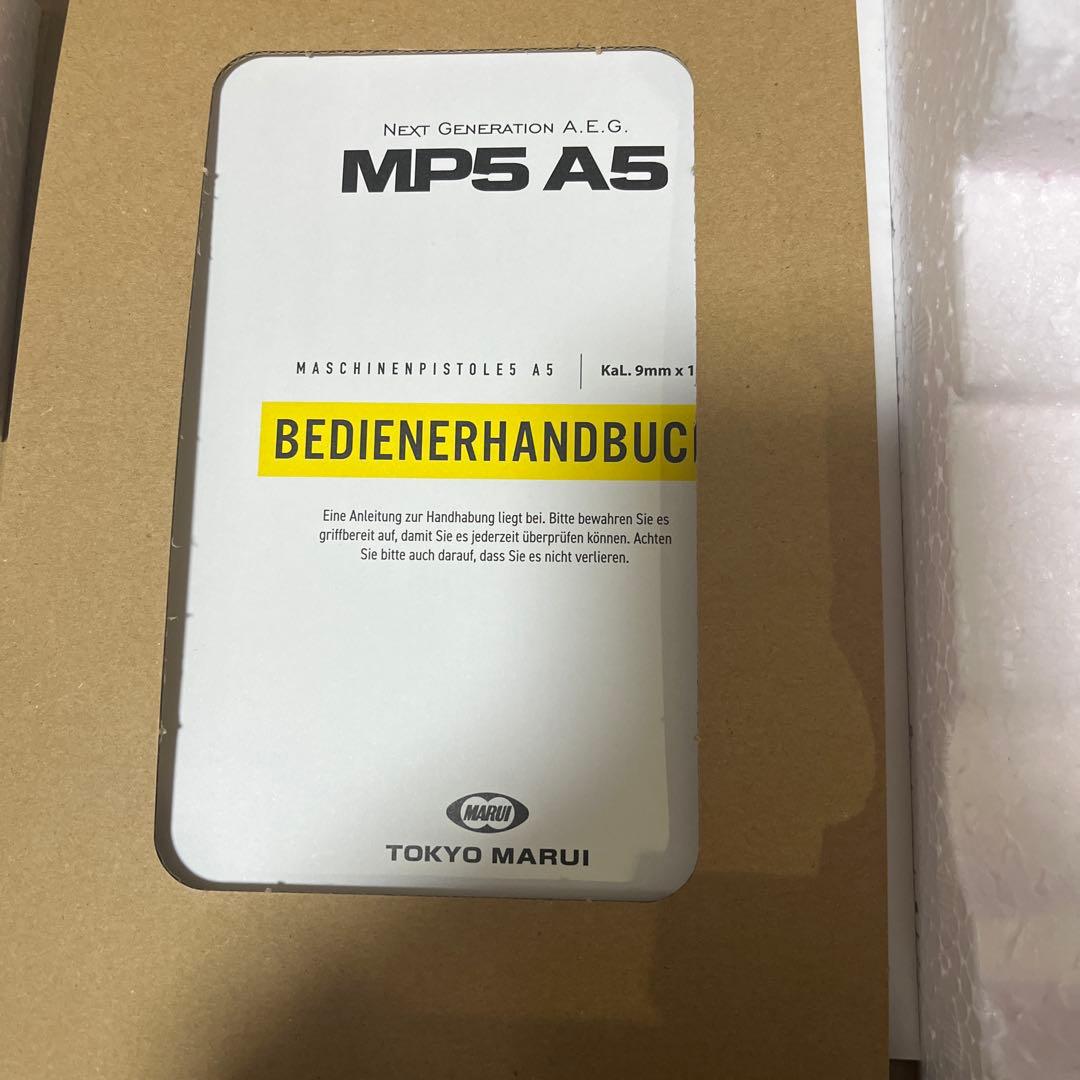 NEXT GENERATION A.E.G.
MP5 A5
MASCHINENPISTOLE5 A5
KaL. 9mm x 1
BEDIENERHANDBUC
Eine Anleitung zur Handhabung liegt bei. Bitte bewahren Sie es
griffbereit auf, damit Sie es jederzeit überprüfen können. Achten
Sie bitte auch darauf, dass Sie es nicht verlieren.
MARUI
TOKYO MARUI